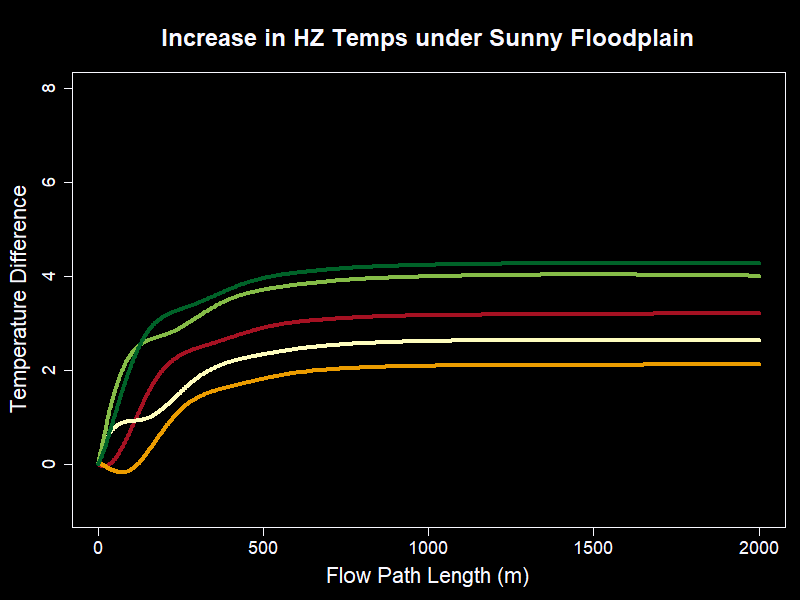 Increase in HZ Temps under Sunny Floodplain
Temperature Difference
8
6
4
2
0
0 500 1000 1500 2000
Flow Path Length (m)